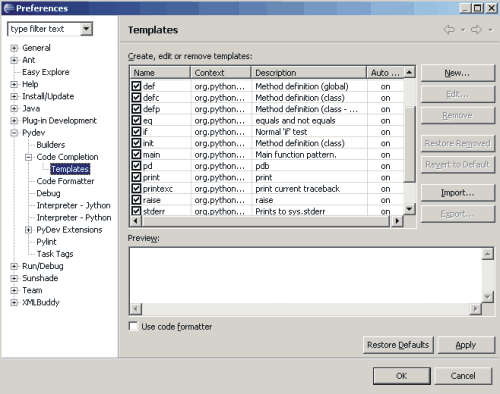 Preferences
type filter text
Templates
General
Ant
Easy Explore
Help
Install/Update
Java
Plug-in Development
Pydev
Builders
Code Completion
Templates
Code Formatter
Debug
Interpreter - Jython
Interpreter - Python
PyDev Extensions
Pylint
Task Tags
Run/Debug
Sunshade
Team
XMLBuddy
Create, edit or remove templates:
Name Context Description Auto ...
def org.python... Method definition (global) on
defc org.python... Method definition (class) on
defp org.python... Method definition (class - ... on
eq org.python... equals and not equals on
if org.python... Normal 'if' test on
init org.python... Method definition (class) on
main org.python... Main function pattern. on
pd org.python... pdb on
print org.python... print on
printexc org.python... print current traceback on
raise org.python... raise on
stderr org.python... Prints to sys.stderr on
New...
Edit...
Remove
Restore Removed
Revert to Default
Import...
Export...
Preview:
Use code formatter
Restore Defaults Apply
OK Cancel